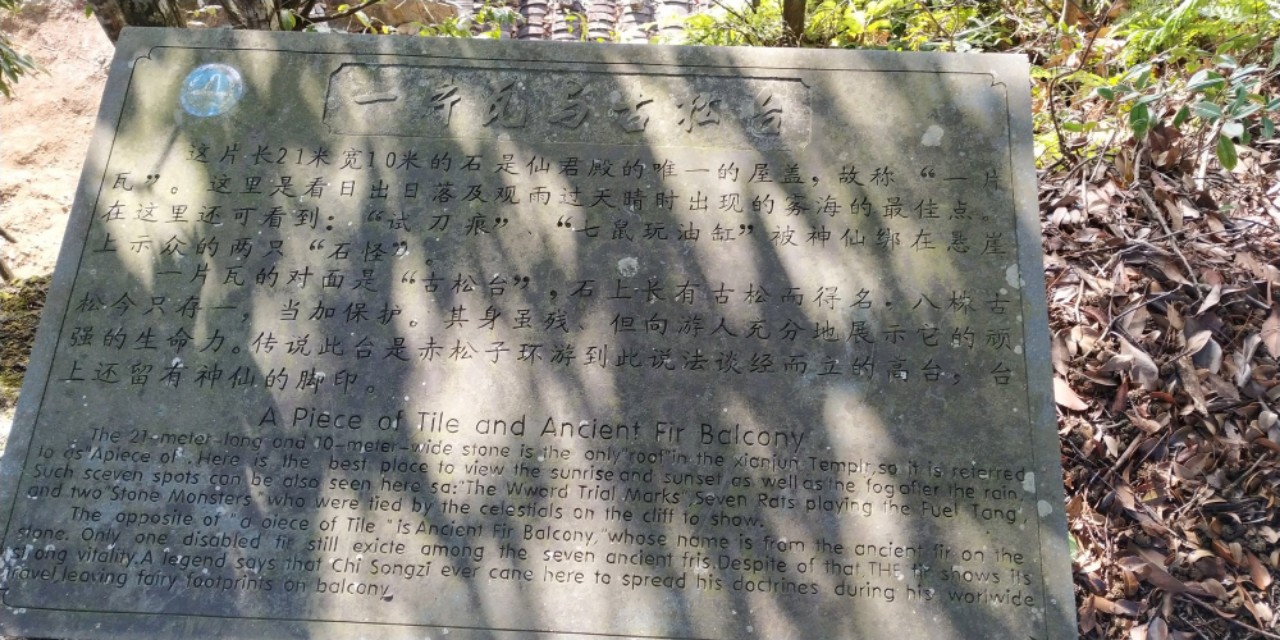 一片瓦与古松台
这片长21米宽10米的石是仙君殿的唯一的屋盖，故称“一片
瓦”。这里是看日出日落及观雨过天晴时出现的雾海的最佳点。
在这里还可看到：“试刀痕”、“七鼠玩油缸”被神仙绑在悬崖
上示众的两只“石怪”。
一片瓦的对面是“古松台”，石上长有古松而得名。八株古
松今只存一，当加保护。其身虽残、但向游人充分地展示它的顽
强的生命力。传说此台是赤松子环游到此说法谈经而立的高台，台
上还留有神仙的脚印。
A Piece of Tile and Ancient Fir Balcony
The 21-meter-long and 10-meter-wide stone is the only"roof"in the xianjun Templr,so it is referred
to as"Apiece of .Here is the best place to view the sunrise and sunset as well as the fog after the rain.
Such sceven spots can be also seen here sa:"The Wword Trial Marks",Seven Rats playing the Fuel Tang,
and two"Stone Monsters" who were tied by the celestials on the cliff to show.
The opposite of "a oiece of Tile "is Ancient Fir Balcony,"whose name is from the ancient fir on the
stone. Only one disabled fir still existe among the seven ancient fris.Despite of that,THE fir shows its
strong vitality.A legend says that Chi Songzi ever cane here to spread his doctrines during his worlwide
travel,leaving fairy footprints on balcony.